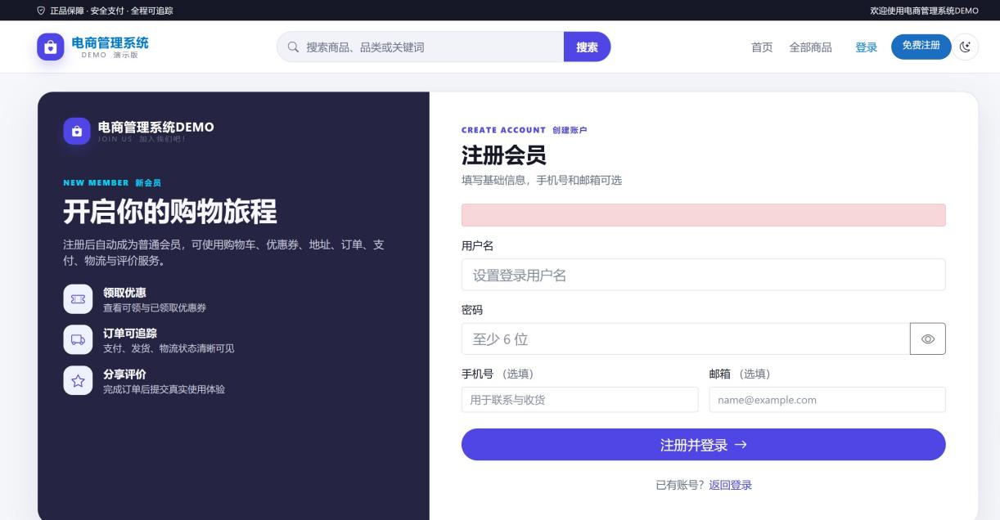 正品保障 · 安全支付 · 全程可追踪
欢迎使用电商管理系统DEMO
电商管理系统
DEMO 演示版
搜索商品、品类或关键词
搜索
首页
全部商品
登录
免费注册
电商管理系统DEMO
JOIN US 加入我们吧！
NEW MEMBER 新会员
开启你的购物旅程
注册后自动成为普通会员，可使用购物车、优惠券、地址、订单、支
付、物流与评价服务。
领取优惠
查看可领与已领取优惠券
订单可追踪
支付、发货、物流状态清晰可见
分享评价
完成订单后提交真实使用体验
CREATE ACCOUNT 创建账户
注册会员
填写基础信息，手机号和邮箱可选
用户名
设置登录用户名
密码
至少 6 位
手机号 （选填）
邮箱 （选填）
用于联系与收货
name@example.com
注册并登录 →
已有账号？返回登录